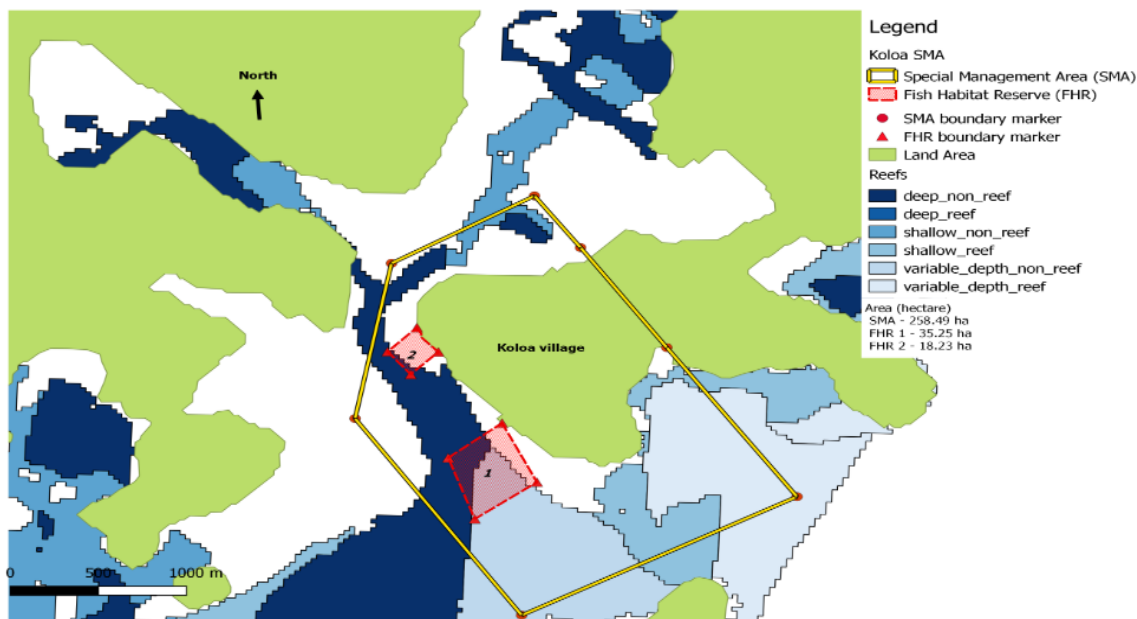 North
Koloa village
2
1
0 500 1000 m
Legend
Koloa SMA
Special Management Area (SMA)
Fish Habitat Reserve (FHR)
SMA boundary marker
FHR boundary marker
Land Area
Reefs
deep_non_reef
deep_reef
shallow_non_reef
shallow_reef
variable_depth_non_reef
variable_depth_reef
Area (hectare)
SMA - 258.49 ha
FHR 1 - 35.25 ha
FHR 2 - 18.23 ha